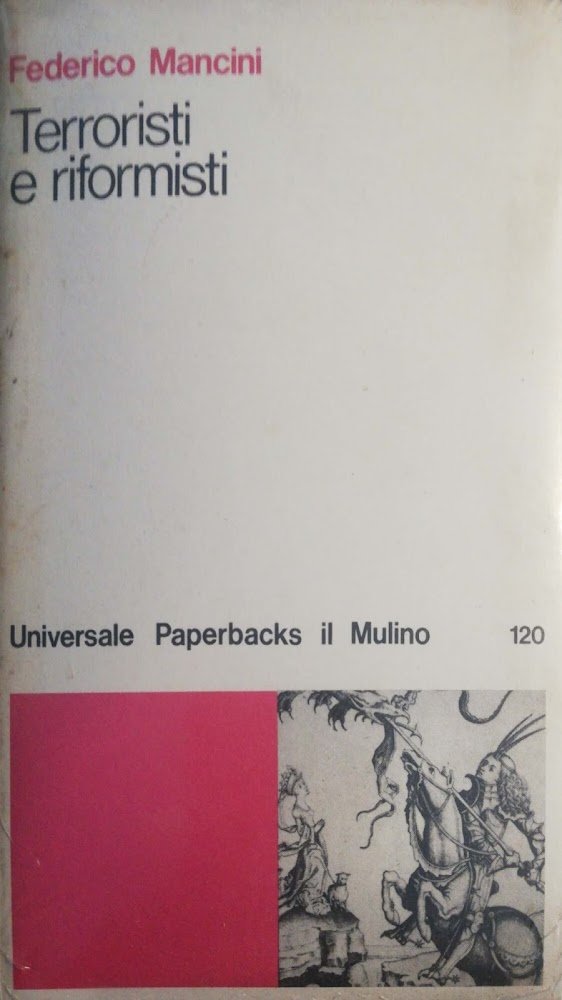 Federico Mancini
Terroristi
e riformisti
Universale Paperbacks il Mulino 120